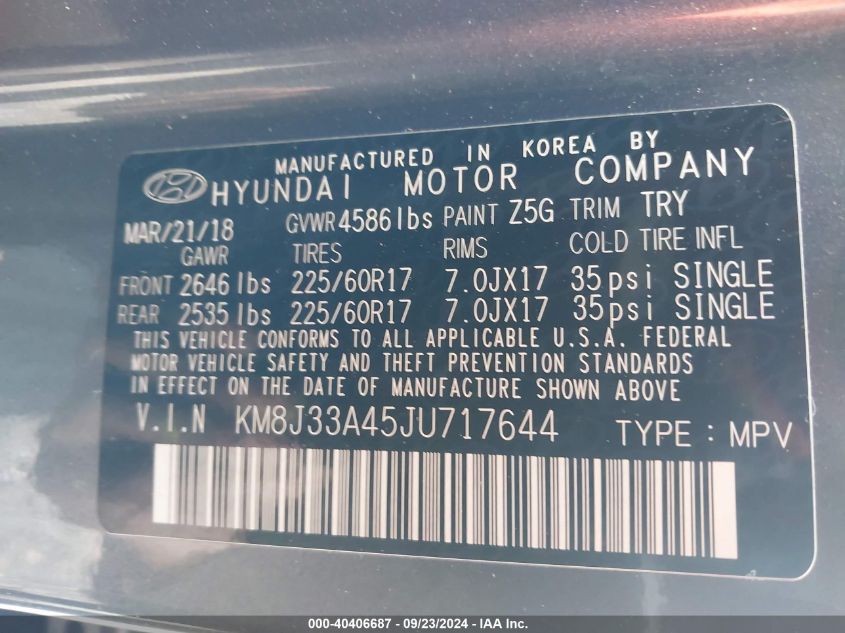 MANUFACTURED IN KOREA BY
HYUNDAI MOTOR COMPANY
MAR/21/18 GVWR 4586lbs PAINT Z5G TRIM TRY
GAWR TIRES RIMS COLD TIRE INFL
FRONT 2646 lbs 225/60R17 7.0JX17 35psi SINGLE
REAR 2535 lbs 225/60R17 7.0JX17 35psi SINGLE
THIS VEHICLE CONFORMS TO ALL APPLICABLE U.S.A. FEDERAL
MOTOR VEHICLE SAFETY AND THEFT PREVENTION STANDARDS
IN EFFECT ON THE DATE OF MANUFACTURE SHOWN ABOVE
V.I.N KM8J33A45JU717644 TYPE : MPV
000-40406687 - 09/23/2024 - IAA Inc.